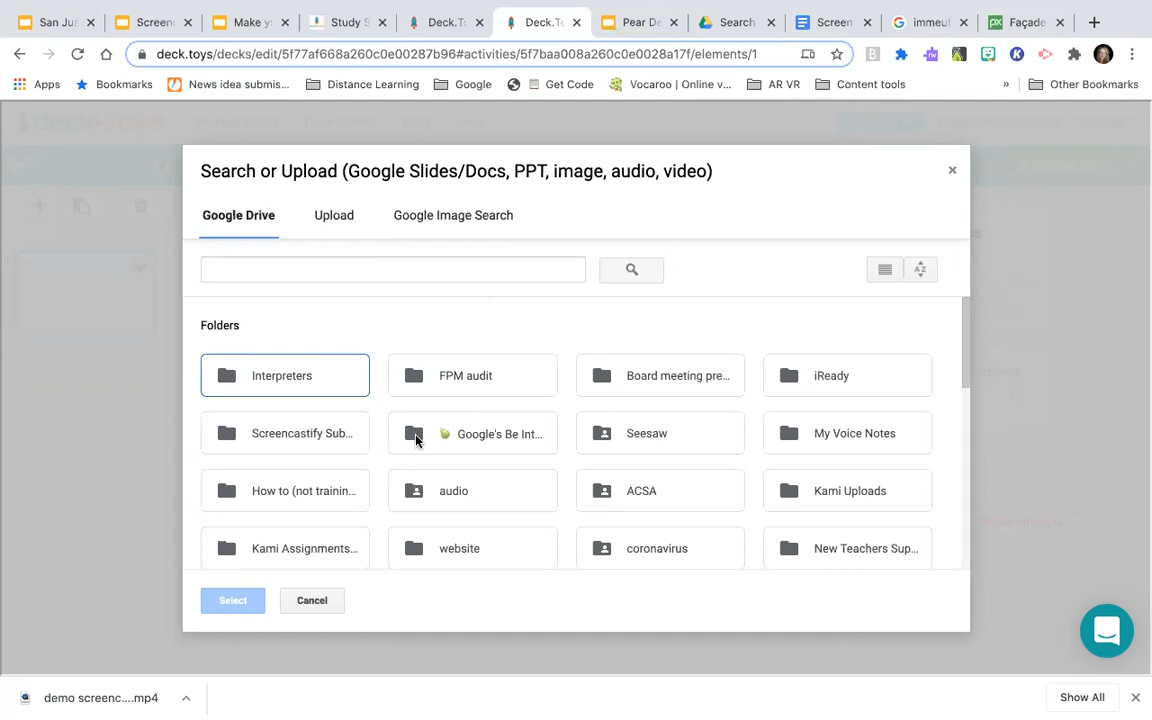 San Ju
Screenc
Make y
Study S
Deck.To
Deck.To
Pear De
Search
Screen
immeuk
Façade
deck.toys/decks/edit/5f77af668a260c0e00287b96#activities/5f7baa008a260c0e0028a17f/elements/1
Apps
Bookmarks
News idea submis...
Distance Learning
Google
Get Code
Vocaroo | Online v...
AR VR
Content tools
»
Other Bookmarks
Search or Upload (Google Slides/Docs, PPT, image, audio, video)
Google Drive
Upload
Google Image Search
Folders
Interpreters
FPM audit
Board meeting pre...
iReady
Screencastify Sub...
Google's Be Int...
Seesaw
My Voice Notes
How to (not trainin...
audio
ACSA
Kami Uploads
Kami Assignments...
website
coronavirus
New Teachers Sup...
Select
Cancel
demo screenc....mp4
Show All